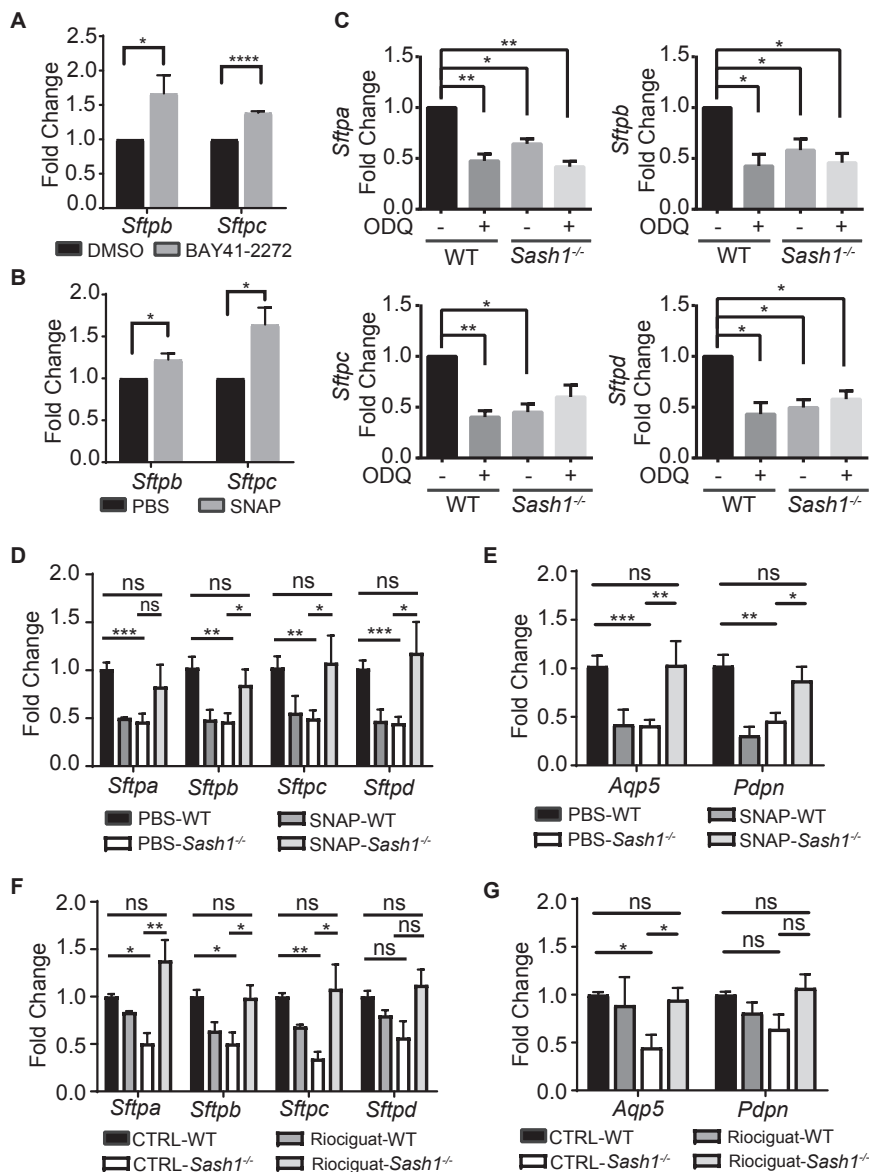 A
Fold Change
2.5
2.0
1.5
1.0
0.5
0.0
*
****
Sftpb
Sftpc
DMSO
BAY41-2272
B
Fold Change
2.0
1.5
1.0
0.5
0.0
*
*
Sftpb
Sftpc
PBS
SNAP
C
Sftpa
Fold Change
1.0
0.5
0.0
**
*
**
ODQ - + - +
WT Sash1-/-
Sftpb
Fold Change
1.0
0.5
0.0
*
*
*
ODQ - + - +
WT Sash1-/-
Sftpc
Fold Change
1.0
0.5
0.0
*
**
ODQ - + - +
WT Sash1-/-
Sftpd
Fold Change
1.0
0.5
0.0
*
*
*
ODQ - + - +
WT Sash1-/-
D
Fold Change
2.0
1.5
1.0
0.5
0.0
ns ns ns ns
ns * * *
*** ** ** ***
Sftpa Sftpb Sftpc Sftpd
PBS-WT SNAP-WT
PBS-Sash1-/- SNAP-Sash1-/-
E
Fold Change
2.0
1.5
1.0
0.5
0.0
ns ns
** *
*** **
Aqp5 Pdpn
PBS-WT SNAP-WT
PBS-Sash1-/- SNAP-Sash1-/-
F
Fold Change
2.0
1.5
1.0
0.5
0.0
ns ns ns ns
** * * ns
* * ** ns
Sftpa Sftpb Sftpc Sftpd
CTRL-WT Riociguat-WT
CTRL-Sash1-/- Riociguat-Sash1-/-
G
Fold Change
2.0
1.5
1.0
0.5
0.0
ns ns
* ns
* ns
Aqp5 Pdpn
CTRL-WT Riociguat-WT
CTRL-Sash1-/- Riociguat-Sash1-/-